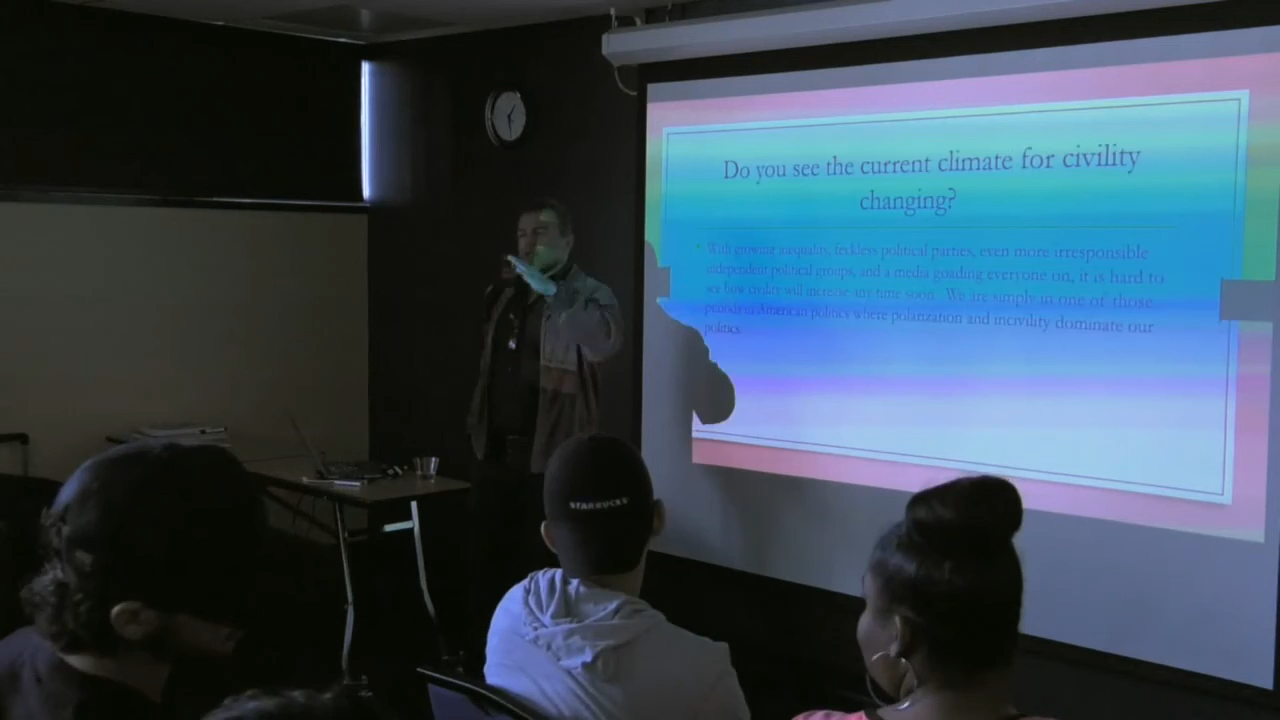 Do you see the current climate for civility
changing?
With growing inequality, feckless political parties, even more irresponsible
independent political groups, and a media goading everyone on, it is hard to
see how civility will increase any time soon. We are simply in one of those
periods in American politics where polarization and incivility dominate our
politics.
STARBUCKS